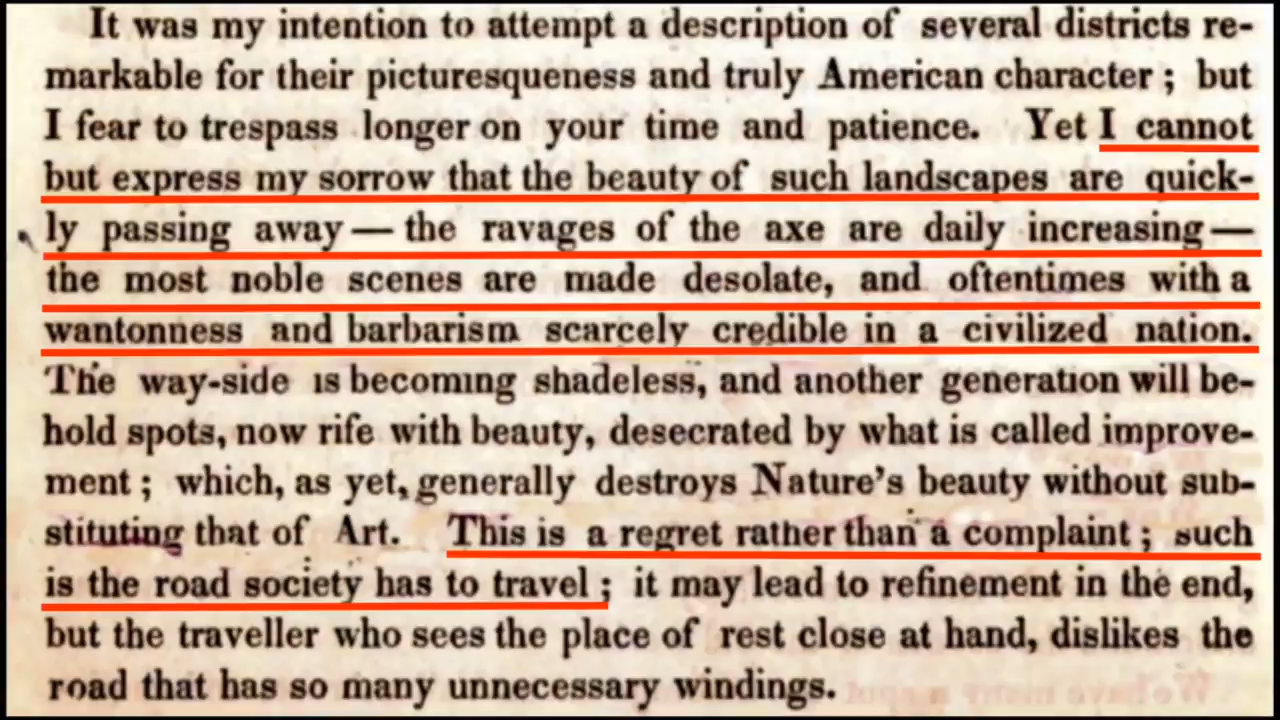 It was my intention to attempt a description of several districts re-
markable for their picturesqueness and truly American character; but
I fear to trespass longer on your time and patience. Yet I cannot
but express my sorrow that the beauty of such landscapes are quick-
ly passing away—the ravages of the axe are daily increasing—
the most noble scenes are made desolate, and oftentimes with a
wantonness and barbarism scarcely credible in a civilized nation.
The way-side is becoming shadeless, and another generation will be-
hold spots, now rife with beauty, desecrated by what is called improve-
ment; which, as yet, generally destroys Nature's beauty without sub-
stituting that of Art. This is a regret rather than a complaint; such
is the road society has to travel; it may lead to refinement in the end,
but the traveller who sees the place of rest close at hand, dislikes the
road that has so many unnecessary windings.